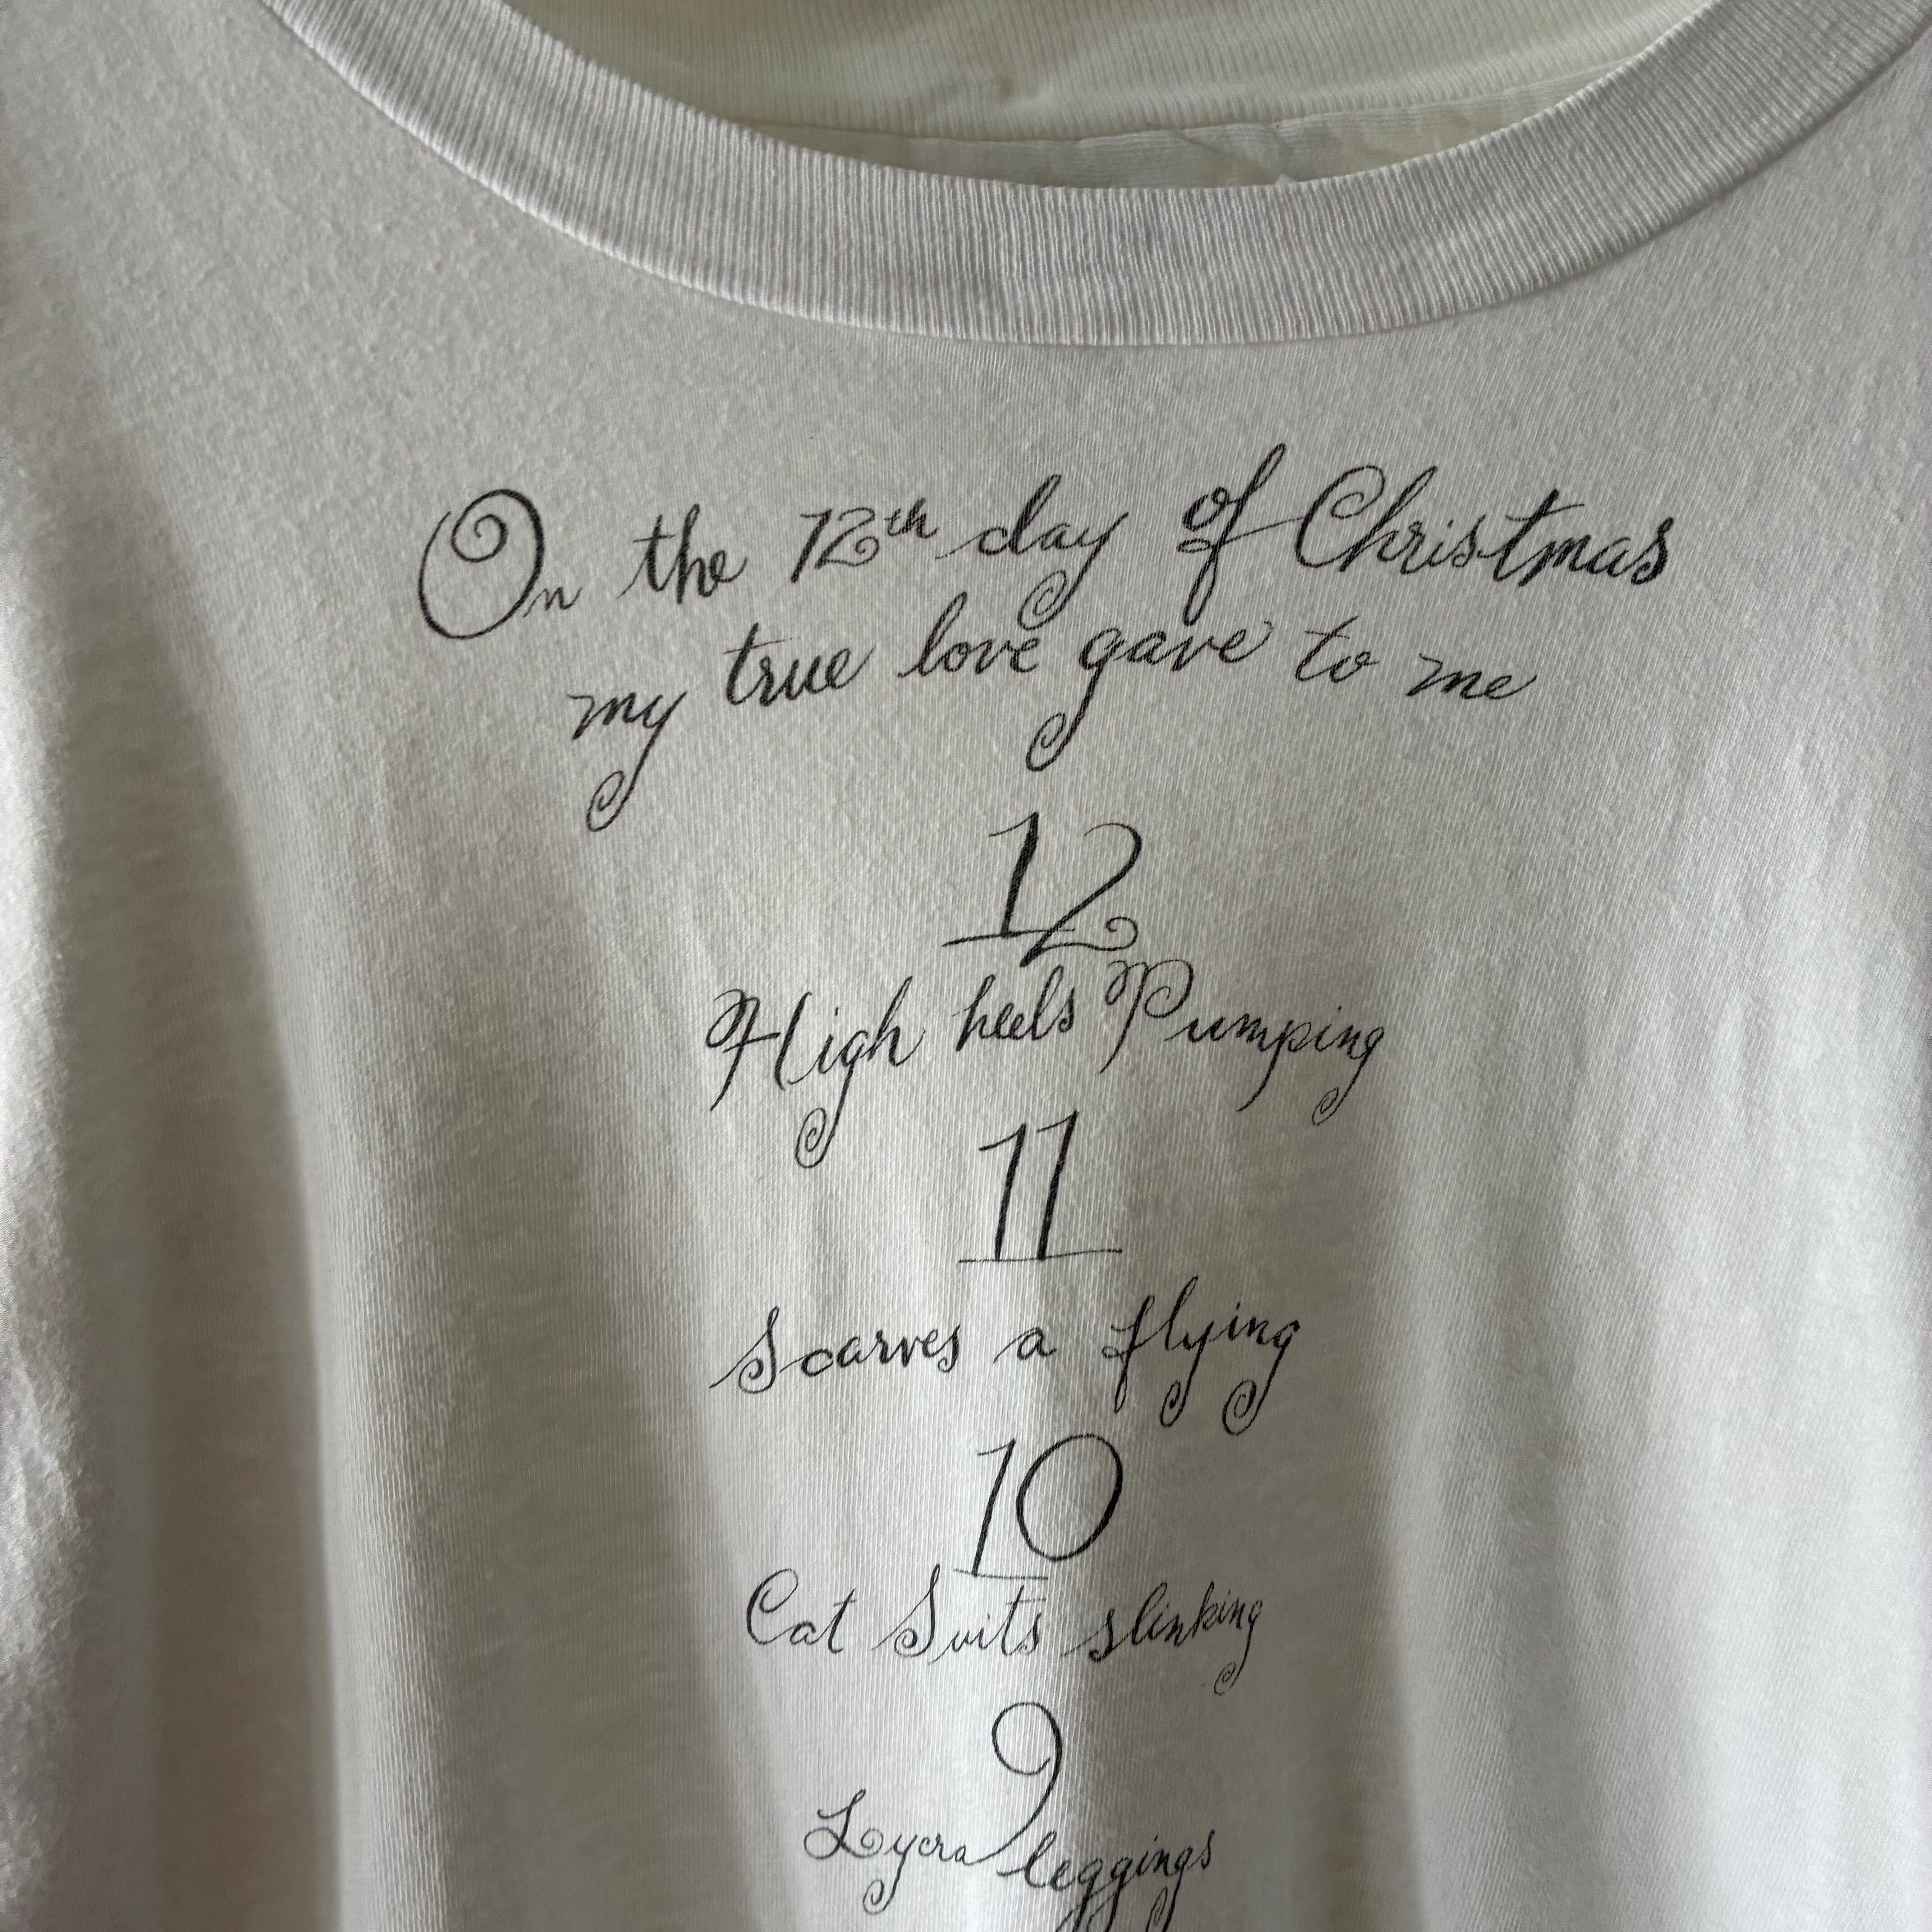 On the 12th day of Christmas
my true love gave to me
12
High heels Pumping
11
Scarves a flying
10
Cat Suits slinking
9
Lycra leggings